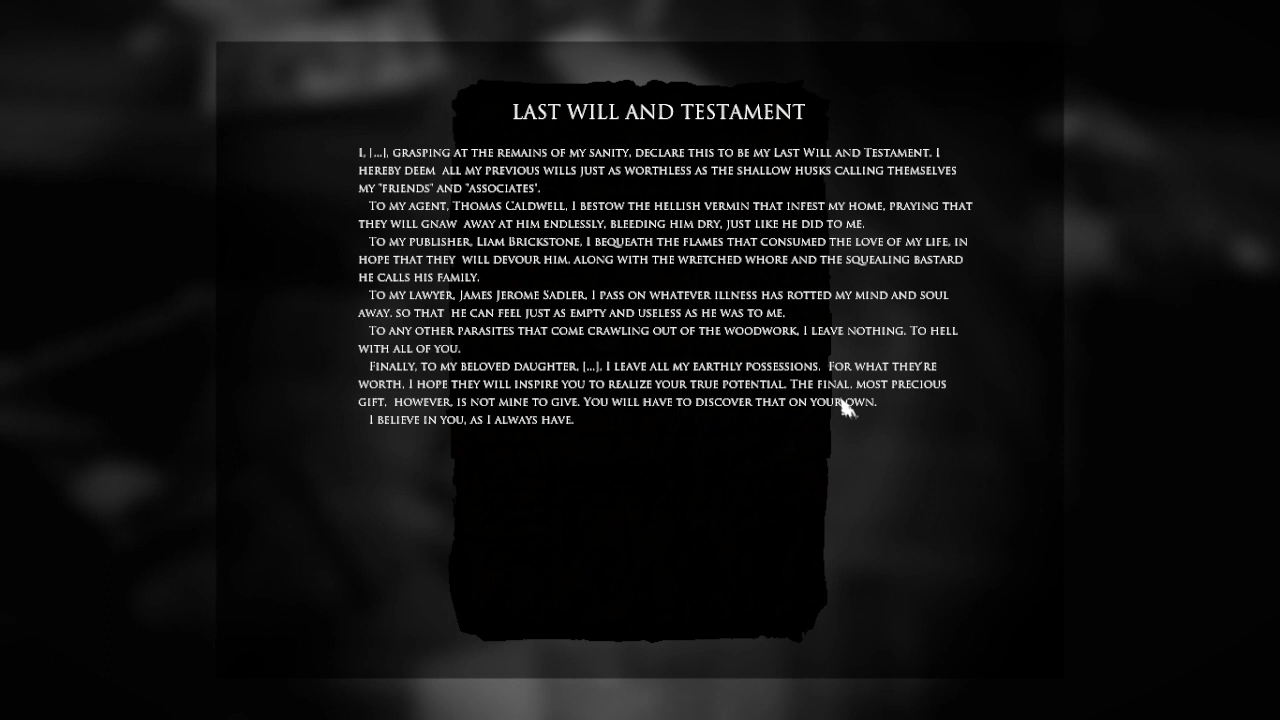 LAST WILL AND TESTAMENT
I, [...], GRASPING AT THE REMAINS OF MY SANITY, DECLARE THIS TO BE MY LAST WILL AND TESTAMENT. I
HEREBY DEEM ALL MY PREVIOUS WILLS JUST AS WORTHLESS AS THE SHALLOW HUSKS CALLING THEMSELVES
MY "FRIENDS" AND "ASSOCIATES".
TO MY AGENT, THOMAS CALDWELL, I BESTOW THE HELLISH VERMIN THAT INFEST MY HOME, PRAYING THAT
THEY WILL GNAW AWAY AT HIM ENDLESSLY, BLEEDING HIM DRY, JUST LIKE HE DID TO ME.
TO MY PUBLISHER, LIAM BRICKSTONE, I BEQUEATH THE FLAMES THAT CONSUMED THE LOVE OF MY LIFE, IN
HOPE THAT THEY WILL DEVOUR HIM, ALONG WITH THE WRETCHED WHORE AND THE SQUEALING BASTARD
HE CALLS HIS FAMILY.
TO MY LAWYER, JAMES JEROME SADLER, I PASS ON WHATEVER ILLNESS HAS ROTTED MY MIND AND SOUL
AWAY, SO THAT HE CAN FEEL JUST AS EMPTY AND USELESS AS HE WAS TO ME.
TO ANY OTHER PARASITES THAT COME CRAWLING OUT OF THE WOODWORK, I LEAVE NOTHING. TO HELL
WITH ALL OF YOU.
FINALLY, TO MY BELOVED DAUGHTER, [...], I LEAVE ALL MY EARTHLY POSSESSIONS. FOR WHAT THEY'RE
WORTH, I HOPE THEY WILL INSPIRE YOU TO REALIZE YOUR TRUE POTENTIAL. THE FINAL, MOST PRECIOUS
GIFT, HOWEVER, IS NOT MINE TO GIVE. YOU WILL HAVE TO DISCOVER THAT ON YOUR OWN.
I BELIEVE IN YOU, AS I ALWAYS HAVE.